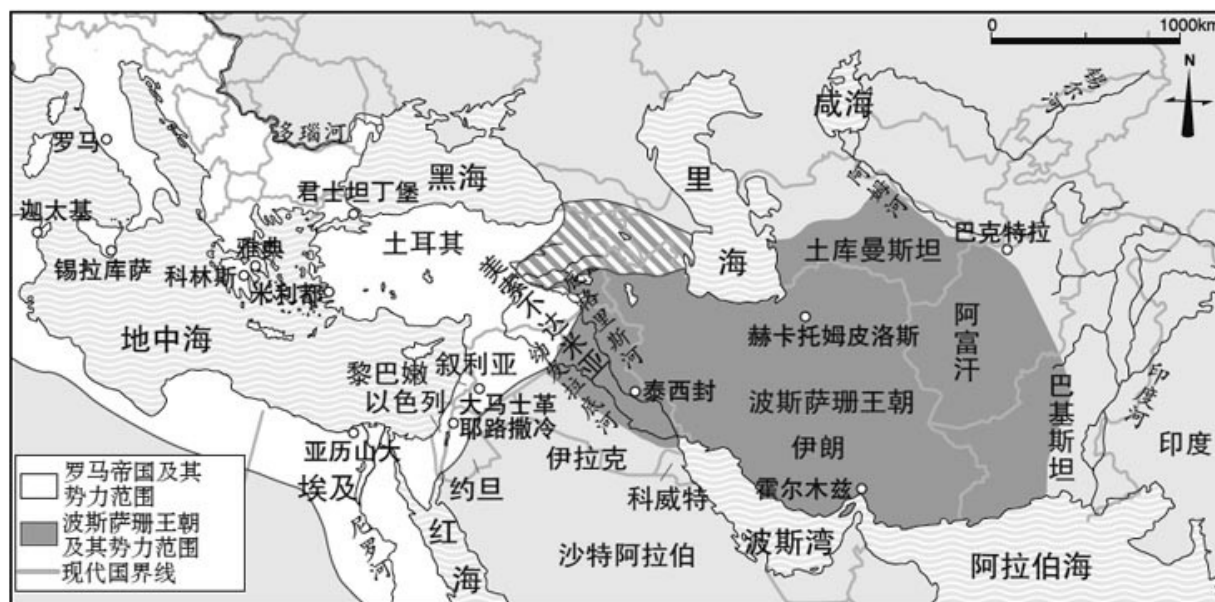 0 1000km
N
锡尔河
咸海
多瑙河
罗马
黑海
里海
阿姆河
君士坦丁堡
迦太基
土耳其
土库曼斯坦
巴克特拉
雅典
锡拉库萨
科林斯
米利都
美索不达米亚
底格里斯河
幼发拉底河
赫卡托姆皮洛斯
阿富汗
地中海
叙利亚
黎巴嫩
泰西封
波斯萨珊王朝
巴基斯坦
印度河
以色列
大马士革
耶路撒冷
亚历山大
伊拉克
伊朗
印度
埃及
约旦
科威特
霍尔木兹
尼罗河
红海
沙特阿拉伯
波斯湾
阿拉伯海
罗马帝国及其
势力范围
波斯萨珊王朝
及其势力范围
现代国界线